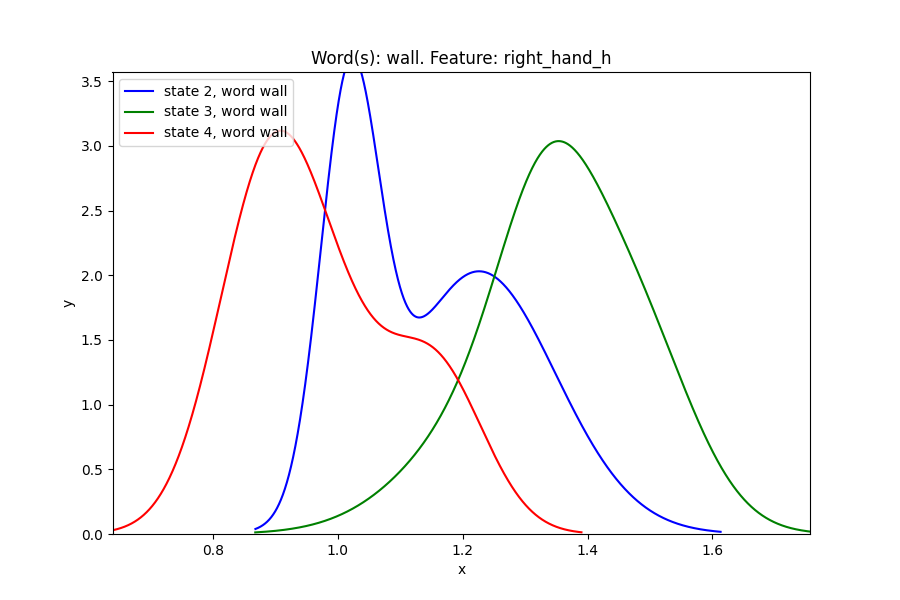 Word(s): wall. Feature: right_hand_h
state 2, word wall
state 3, word wall
state 4, word wall
y
3.5
3.0
2.5
2.0
1.5
1.0
0.5
0.0
0.8 1.0 1.2 1.4 1.6
x